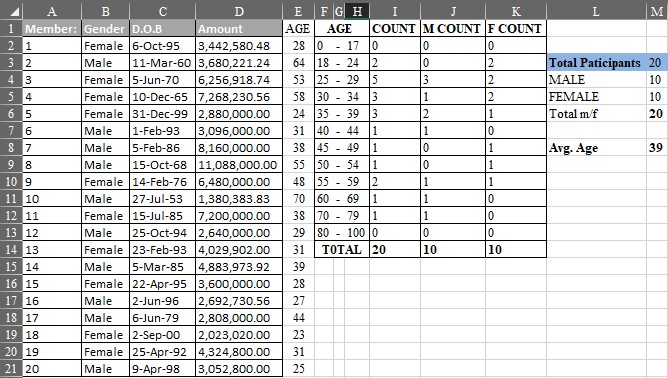 A B C D E F G H I J K L M
1 Member: Gender D.O.B Amount AGE AGE COUNT M COUNT F COUNT
2 1 Female 6-Oct-95 3,442,580.48 28 0 - 17 0 0 0
3 2 Male 11-Mar-60 3,680,221.24 64 18 - 24 2 0 2 Total Paticipants 20
4 3 Female 5-Jun-70 6,256,918.74 53 25 - 29 5 3 2 MALE 10
5 4 Female 10-Dec-65 7,268,230.56 58 30 - 34 3 1 2 FEMALE 10
6 5 Female 31-Dec-99 2,880,000.00 24 35 - 39 3 2 1 Total m/f 20
7 6 Male 1-Feb-93 3,096,000.00 31 40 - 44 1 1 0
8 7 Male 5-Feb-86 8,160,000.00 38 45 - 49 1 0 1 Avg. Age 39
9 8 Male 15-Oct-68 11,088,000.00 55 50 - 54 1 0 1
10 9 Female 14-Feb-76 6,480,000.00 48 55 - 59 2 1 1
11 10 Male 27-Jul-53 1,380,383.83 70 60 - 69 1 1 0
12 11 Female 15-Jul-85 7,200,000.00 38 70 - 79 1 1 0
13 12 Male 25-Oct-94 2,640,000.00 29 80 - 100 0 0 0
14 13 Female 23-Feb-93 4,029,902.00 31 T0TAL 20 10 10
15 14 Male 5-Mar-85 4,883,973.92 39
16 15 Female 22-Apr-95 3,600,000.00 28
17 16 Male 2-Jun-96 2,692,730.56 27
18 17 Male 6-Jun-79 2,808,000.00 44
19 18 Female 2-Sep-00 2,023,020.00 23
20 19 Female 25-Apr-92 4,324,800.00 31
21 20 Male 9-Apr-98 3,052,800.00 25